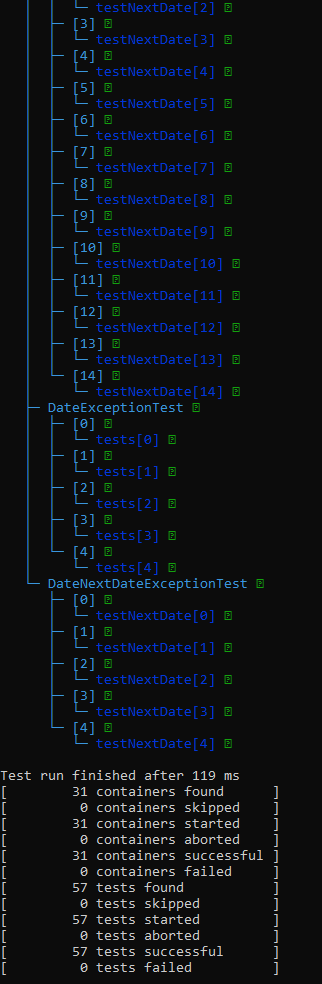 testNextDate[2]
[3]
testNextDate[3]
[4]
testNextDate[4]
[5]
testNextDate[5]
[6]
testNextDate[6]
[7]
testNextDate[7]
[8]
testNextDate[8]
[9]
testNextDate[9]
[10]
testNextDate[10]
[11]
testNextDate[11]
[12]
testNextDate[12]
[13]
testNextDate[13]
[14]
testNextDate[14]
DateExceptionTest
[0]
tests[0]
[1]
tests[1]
[2]
tests[2]
[3]
tests[3]
[4]
tests[4]
DateNextDateExceptionTest
[0]
testNextDate[0]
[1]
testNextDate[1]
[2]
testNextDate[2]
[3]
testNextDate[3]
[4]
testNextDate[4]
Test run finished after 119 ms
[ 31 containers found ]
[ 0 containers skipped ]
[ 31 containers started ]
[ 0 containers aborted ]
[ 31 containers successful ]
[ 0 containers failed ]
[ 57 tests found ]
[ 0 tests skipped ]
[ 57 tests started ]
[ 0 tests aborted ]
[ 57 tests successful ]
[ 0 tests failed ]